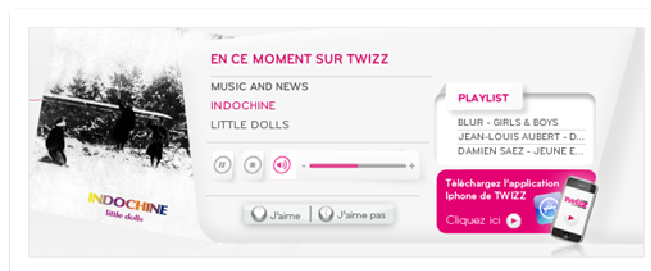 EN CE MOMENT SUR TWIZZ
MUSIC AND NEWS
INDOCHINE
LITTLE DOLLS
J'aime
J'aime pas
INDOCHINE
little dolls
PLAYLIST
BLUR - GIRLS & BOYS
JEAN-LOUIS AUBERT - D...
DAMIEN SAEZ - JEUNE E...
Téléchargez l'application
Iphone de TWIZZ
Cliquez ici